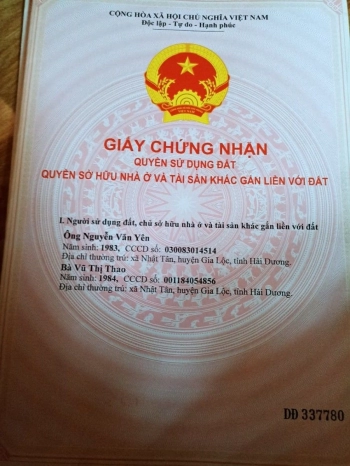 CỘNG HÒA XÃ HỘI CHỦ NGHĨA VIỆT NAM
Độc lập - Tự do - Hạnh phúc
GIẤY CHỨNG NHẬN
QUYỀN SỬ DỤNG ĐẤT
QUYỀN SỞ HỮU NHÀ Ở VÀ TÀI SẢN KHÁC GẮN LIỀN VỚI ĐẤT
I. Người sử dụng đất, chủ sở hữu nhà ở và tài sản khác gắn liền với đất
Ông Nguyễn Văn Yên
Năm sinh: 1983, CCCD số: 030083014514
Địa chỉ thường trú: xã Nhật Tân, huyện Gia Lộc, tỉnh Hải Dương.
Bà Vũ Thị Thao
Năm sinh: 1984, CCCD số: 001184054856
Địa chỉ thường trú: xã Nhật Tân, huyện Gia Lộc, tỉnh Hải Dương.
DĐ 337780